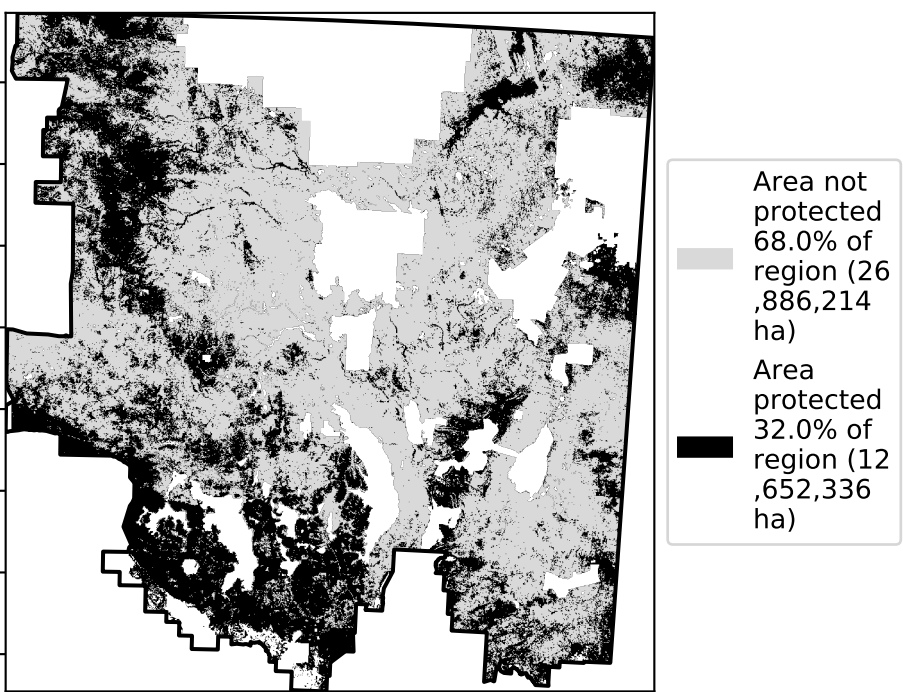 Area not
protected
68.0% of
region (26
,886,214
ha)
Area
protected
32.0% of
region (12
,652,336
ha)